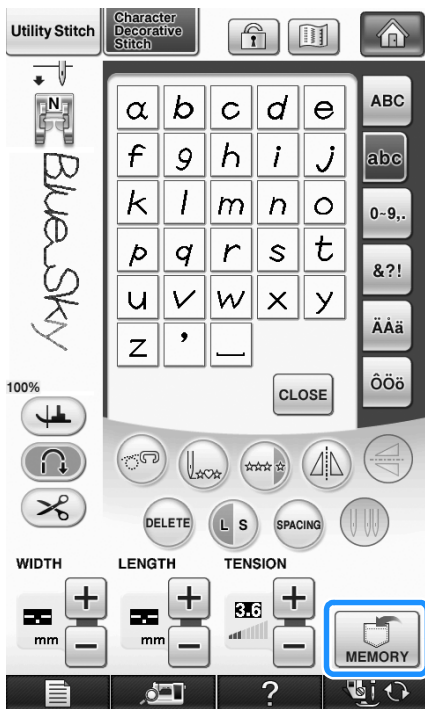 Utility Stitch
Character
Decorative
Stitch
N
Blue_Sky
100%
a b c d e
f g h i j
k l m n o
p q r s t
u v w x y
z ' _
CLOSE
ABC
abc
0~9,.
&?!
ÄÅä
ÔÖö
DELETE
L S
SPACING
WIDTH
LENGTH
TENSION
mm
mm
3.6
MEMORY
?